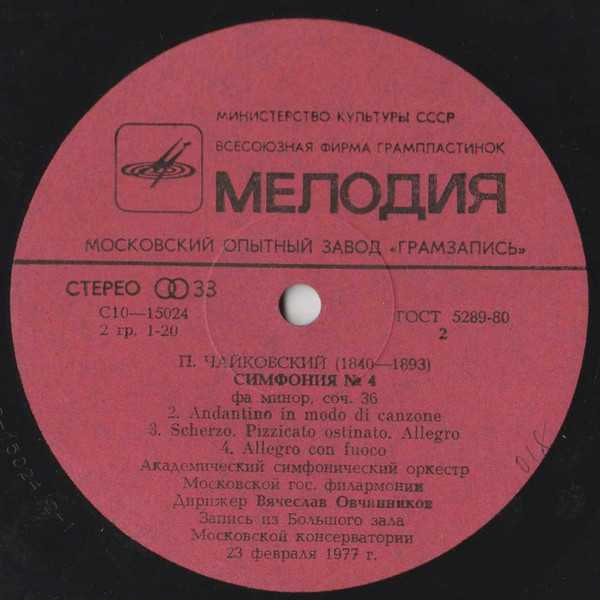 МИНИСТЕРСТВО КУЛЬТУРЫ СССР
ВСЕСОЮЗНАЯ ФИРМА ГРАМПЛАСТИНОК
МЕЛОДИЯ
МОСКОВСКИЙ ОПЫТНЫЙ ЗАВОД «ГРАМЗАПИСЬ»
СТЕРЕО 33
С10—15024
2 гр. 1-20
ГОСТ 5289-80
2
П. ЧАЙКОВСКИЙ (1840—1893)
СИМФОНИЯ № 4
фа минор, соч. 36
2. Andantino in modo di canzone
3. Scherzo. Pizzicato ostinato. Allegro
4. Allegro con fuoco
Академический симфонический оркестр
Московской гос. филармонии
Дирижер Вячеслав Овчинников
Запись из Большого зала
Московской консерватории
23 февраля 1977 г.